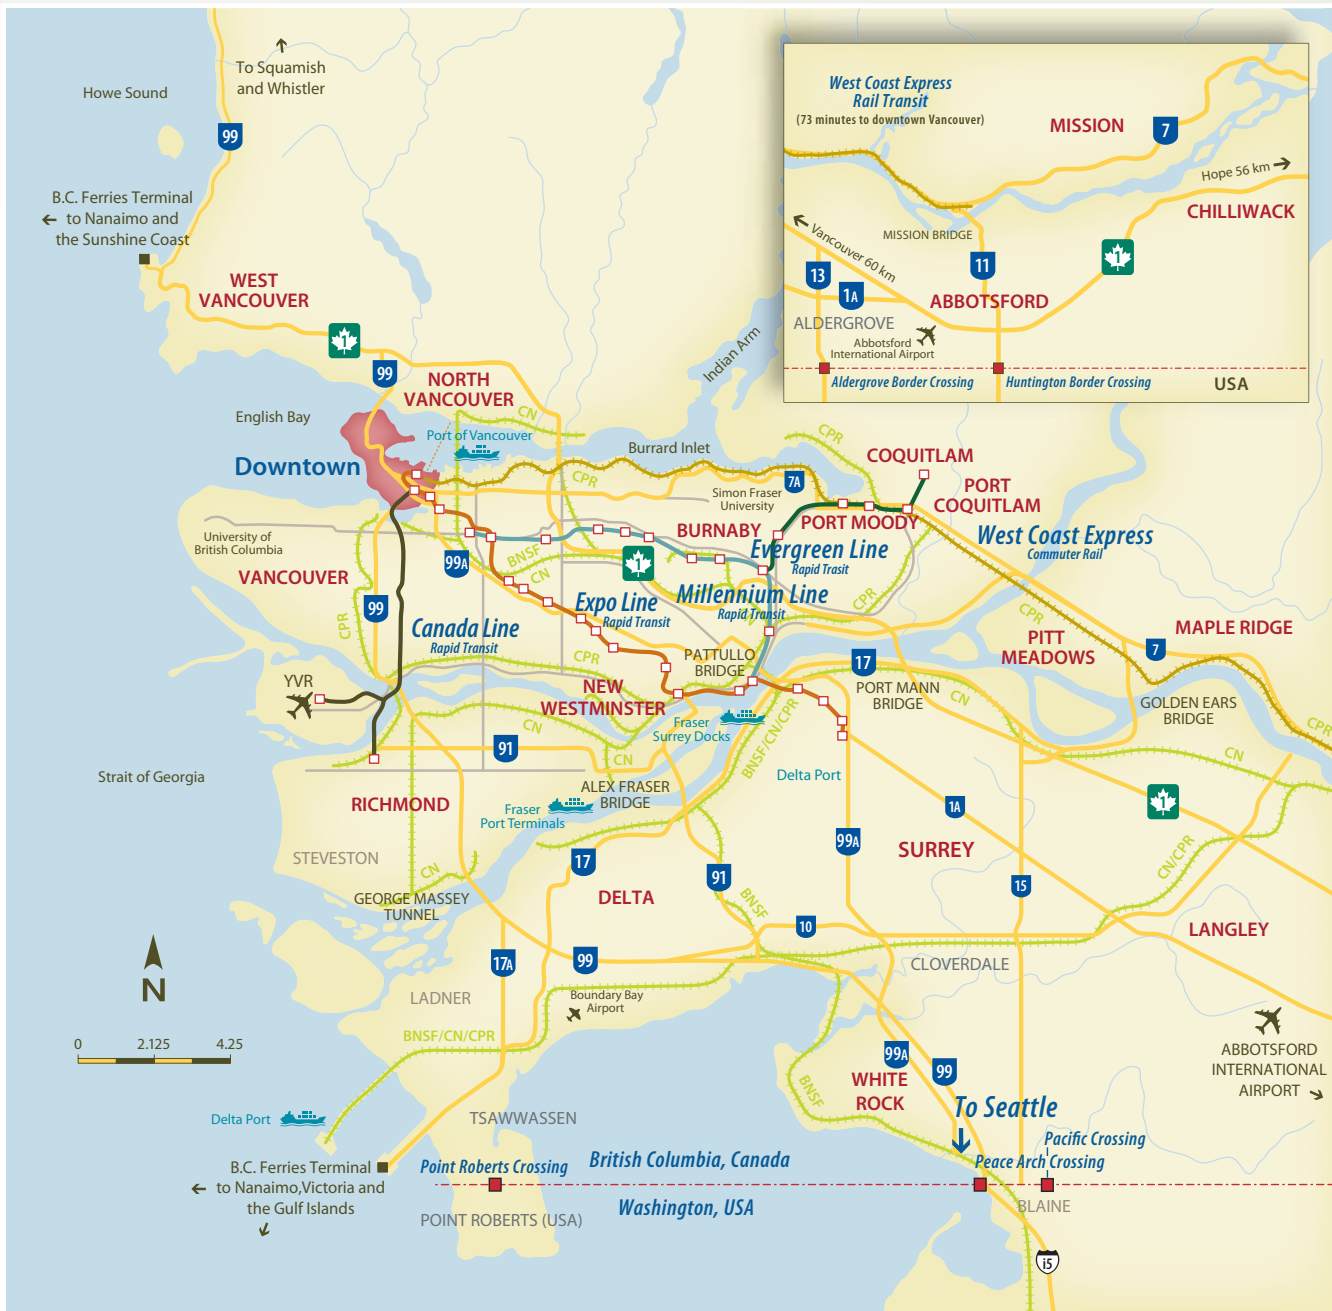 To Squamish
and Whistler
Howe Sound
99
B.C. Ferries Terminal
to Nanaimo and
the Sunshine Coast
WEST
VANCOUVER
1
99
NORTH
VANCOUVER
English Bay
Downtown
Port of Vancouver
CN
Indian Arm
Burrard Inlet
CPR
CPR
West Coast Express
Rail Transit
(73 minutes to downtown Vancouver)
MISSION
7
Hope 56 km
CHILLIWACK
MISSION BRIDGE
Vancouver 60 km
13
1A
11
1
ABBOTSFORD
ALDERGROVE
Abbotsford
International Airport
Aldergrove Border Crossing
Huntington Border Crossing
USA
COQUITLAM
PORT
COQUITLAM
7A
Simon Fraser
University
PORT MOODY
BURNABY
West Coast Express
Commuter Rail
Evergreen Line
Rapid Trasit
University of
British Columbia
VANCOUVER
99A
BNSF
CN
1
Millennium Line
Rapid Transit
CN
CPR
Expo Line
Rapid Transit
99
CPR
Canada Line
Rapid Transit
CPR
PATTULLO
BRIDGE
17
PORT MANN
BRIDGE
CN
CPR
PITT
MEADOWS
MAPLE RIDGE
7
GOLDEN EARS
BRIDGE
CPR
YVR
NEW
WESTMINSTER
CN
Fraser
Surrey Docks
BNSF/CN/CPR
CN
91
CN
Strait of Georgia
Delta Port
ALEX FRASER
BRIDGE
RICHMOND
Fraser
Port Terminals
1A
1
STEVESTON
CN
17
99A
SURREY
CN/CPR
GEORGE MASSEY
TUNNEL
DELTA
91
BNSF
15
10
LANGLEY
N
17A
99
CLOVERDALE
LADNER
Boundary Bay
Airport
0 2.125 4.25
BNSF/CN/CPR
99A
99
ABBOTSFORD
INTERNATIONAL
AIRPORT
WHITE
ROCK
BNSF
To Seattle
Delta Port
TSAWWASSEN
Pacific Crossing
B.C. Ferries Terminal
to Nanaimo,Victoria and
the Gulf Islands
Point Roberts Crossing
British Columbia, Canada
Peace Arch Crossing
Washington, USA
POINT ROBERTS (USA)
BLAINE
i5